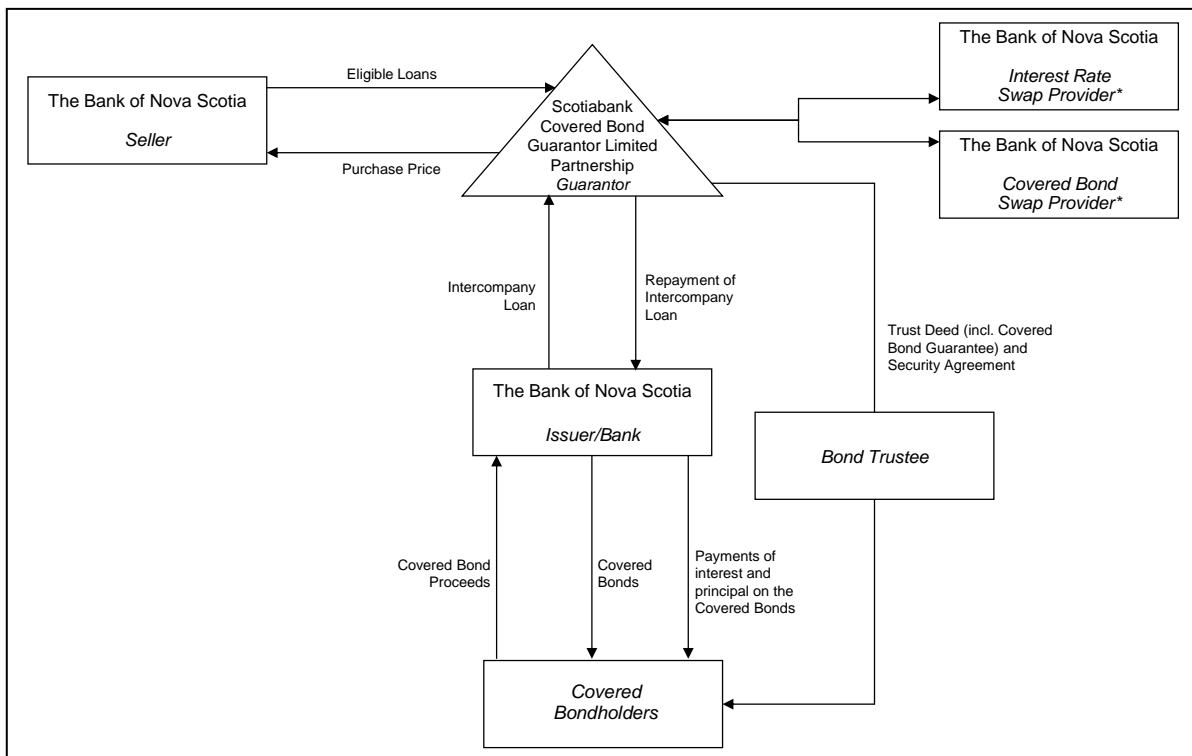 The Bank of Nova Scotia
Seller
Eligible Loans
Purchase Price
Scotiabank
Covered Bond
Guarantor Limited
Partnership
Guarantor
The Bank of Nova Scotia
Interest Rate
Swap Provider*
The Bank of Nova Scotia
Covered Bond
Swap Provider*
Intercompany
Loan
Repayment of
Intercompany
Loan
Trust Deed (incl. Covered
Bond Guarantee) and
Security Agreement
The Bank of Nova Scotia
Issuer/Bank
Bond Trustee
Covered Bond
Proceeds
Covered
Bonds
Payments of
interest and
principal on the
Covered Bonds
Covered
Bondholders